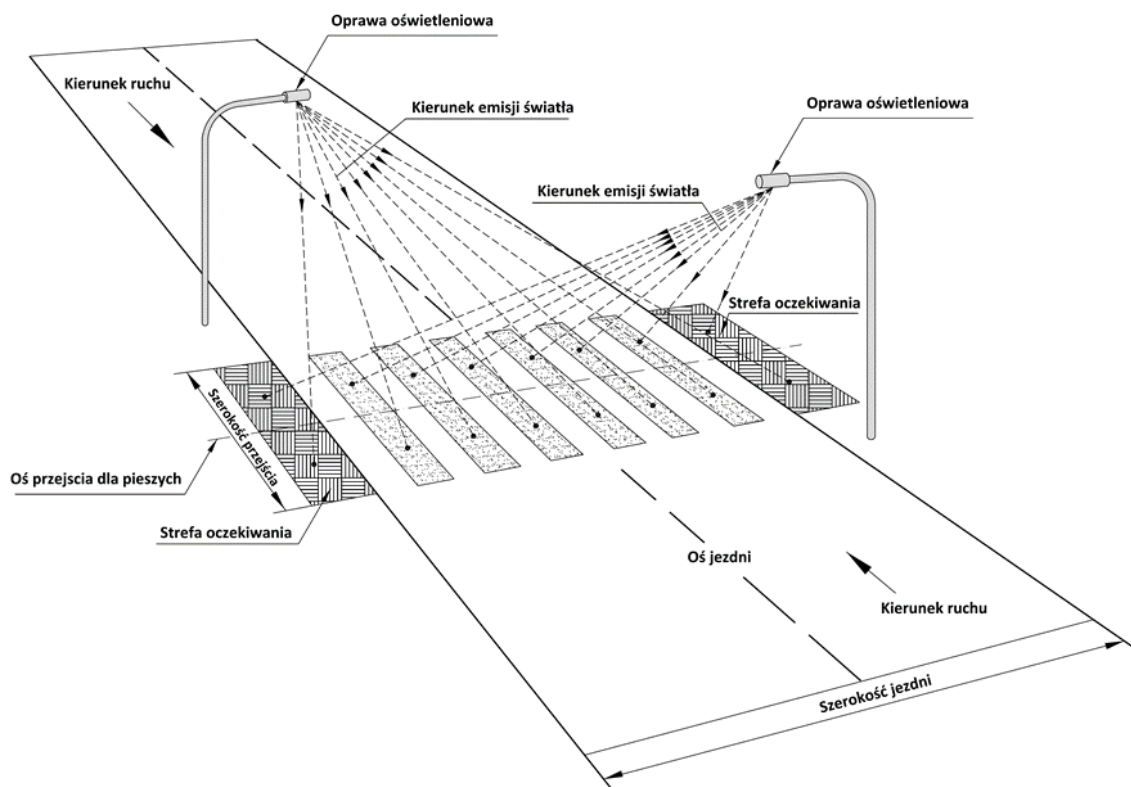 Oprawa oświetleniowa
Kierunek ruchu
Kierunek emisji światła
Oprawa oświetleniowa
Kierunek emisji światła
Strefa oczekiwania
Szerokość przejścia
Oś przejscia dla pieszych
Strefa oczekiwania
Oś jezdni
Kierunek ruchu
Szerokość jezdni